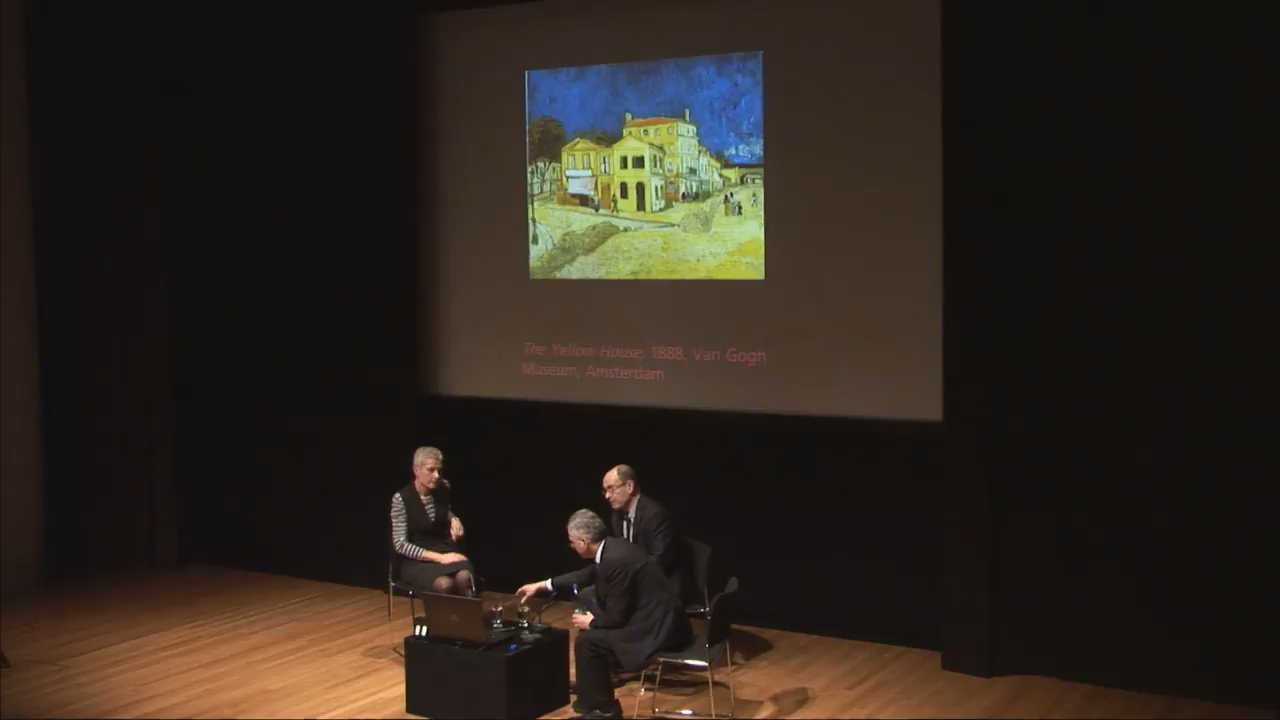 The Yellow House, 1888, Van Gogh
Museum, Amsterdam